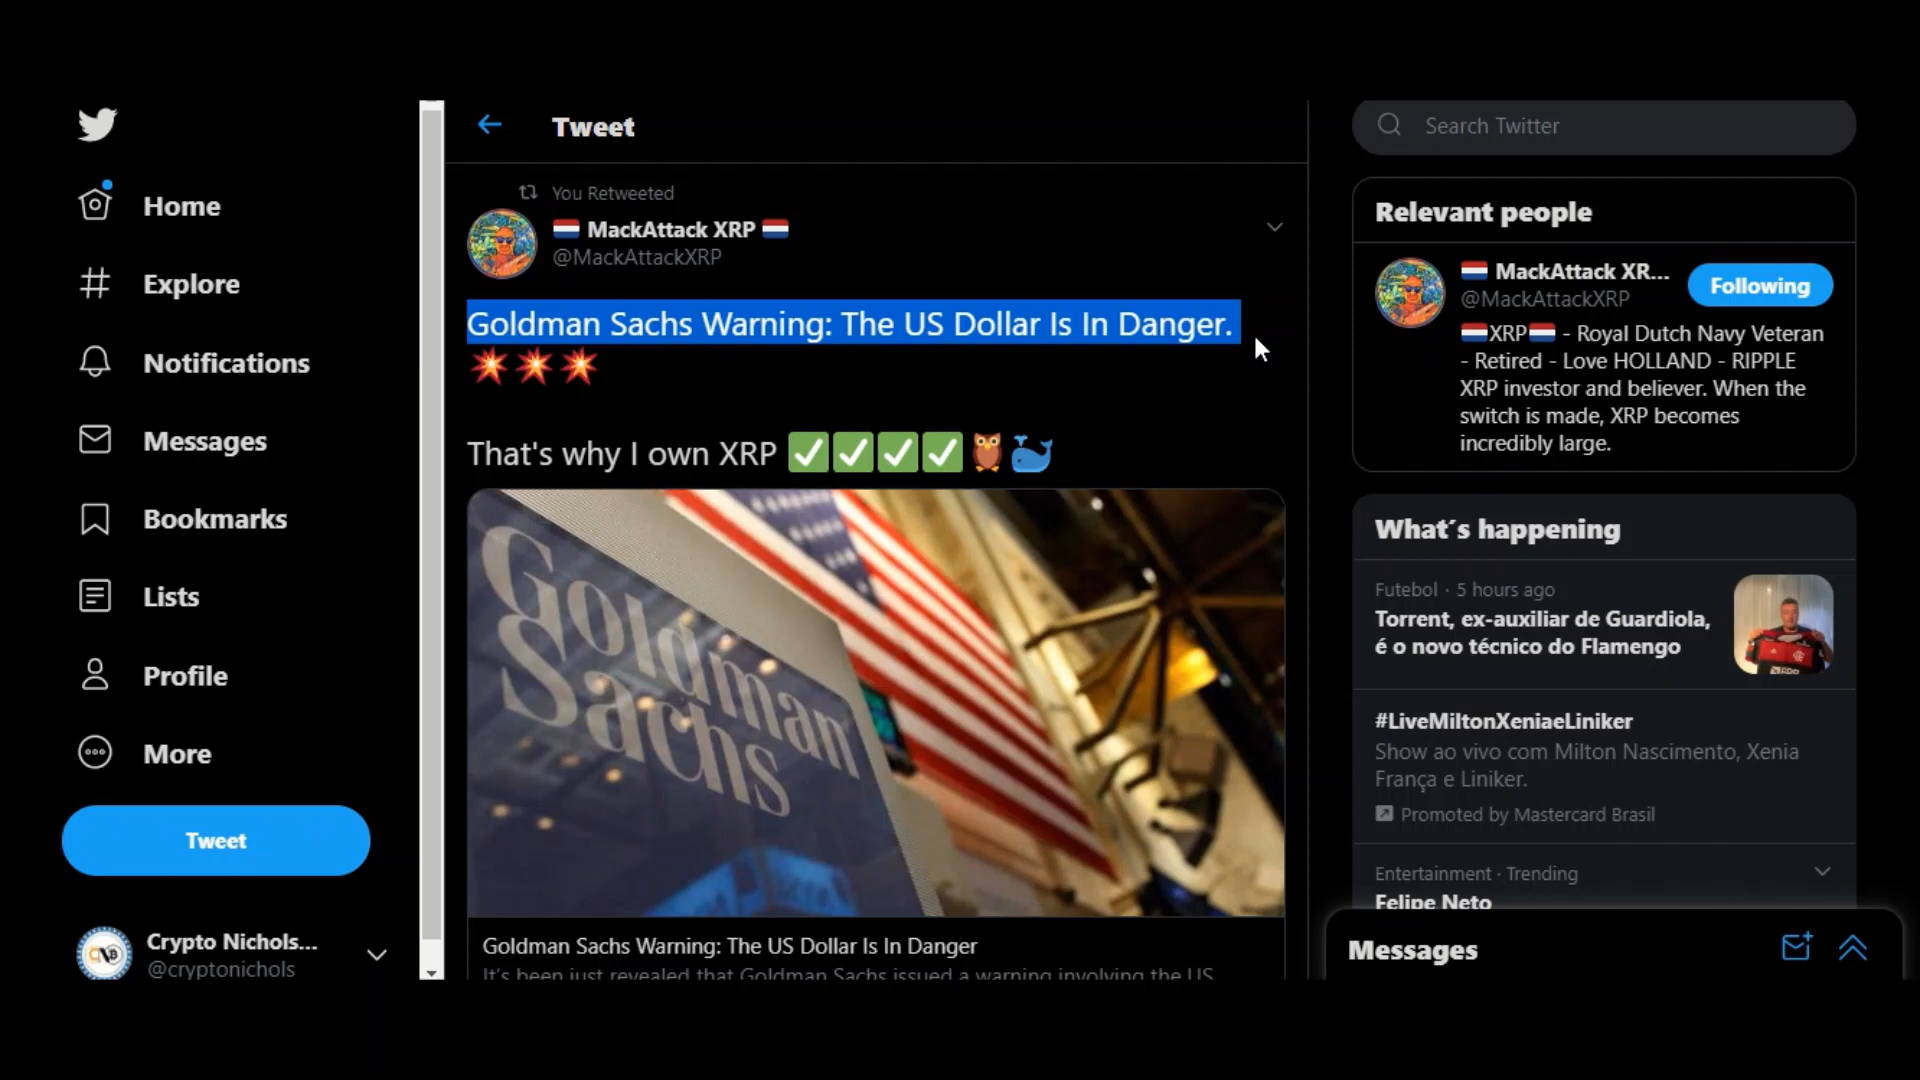 Home
Explore
Notifications
Messages
Bookmarks
Lists
Profile
More
Tweet
Crypto Nichols...
@cryptonichols
Tweet
You Retweeted
🇳🇱 MackAttack XRP 🇳🇱
@MackAttackXRP
Goldman Sachs Warning: The US Dollar Is In Danger.
💥💥💥
That's why I own XRP ✅✅✅✅🦉🐳
Goldman
Sachs
Goldman Sachs Warning: The US Dollar Is In Danger
It's been just revealed that Goldman Sachs issued a warning involving the US
Search Twitter
Relevant people
🇳🇱 MackAttack XR...
@MackAttackXRP
Following
🇳🇱XRP🇳🇱 - Royal Dutch Navy Veteran
- Retired - Love HOLLAND - RIPPLE
XRP investor and believer. When the
switch is made, XRP becomes
incredibly large.
What´s happening
Futebol · 5 hours ago
Torrent, ex-auxiliar de Guardiola,
é o novo técnico do Flamengo
#LiveMiltonXeniaeLiniker
Show ao vivo com Milton Nascimento, Xenia
França e Liniker.
Promoted by Mastercard Brasil
Entertainment · Trending
Felipe Neto
Messages